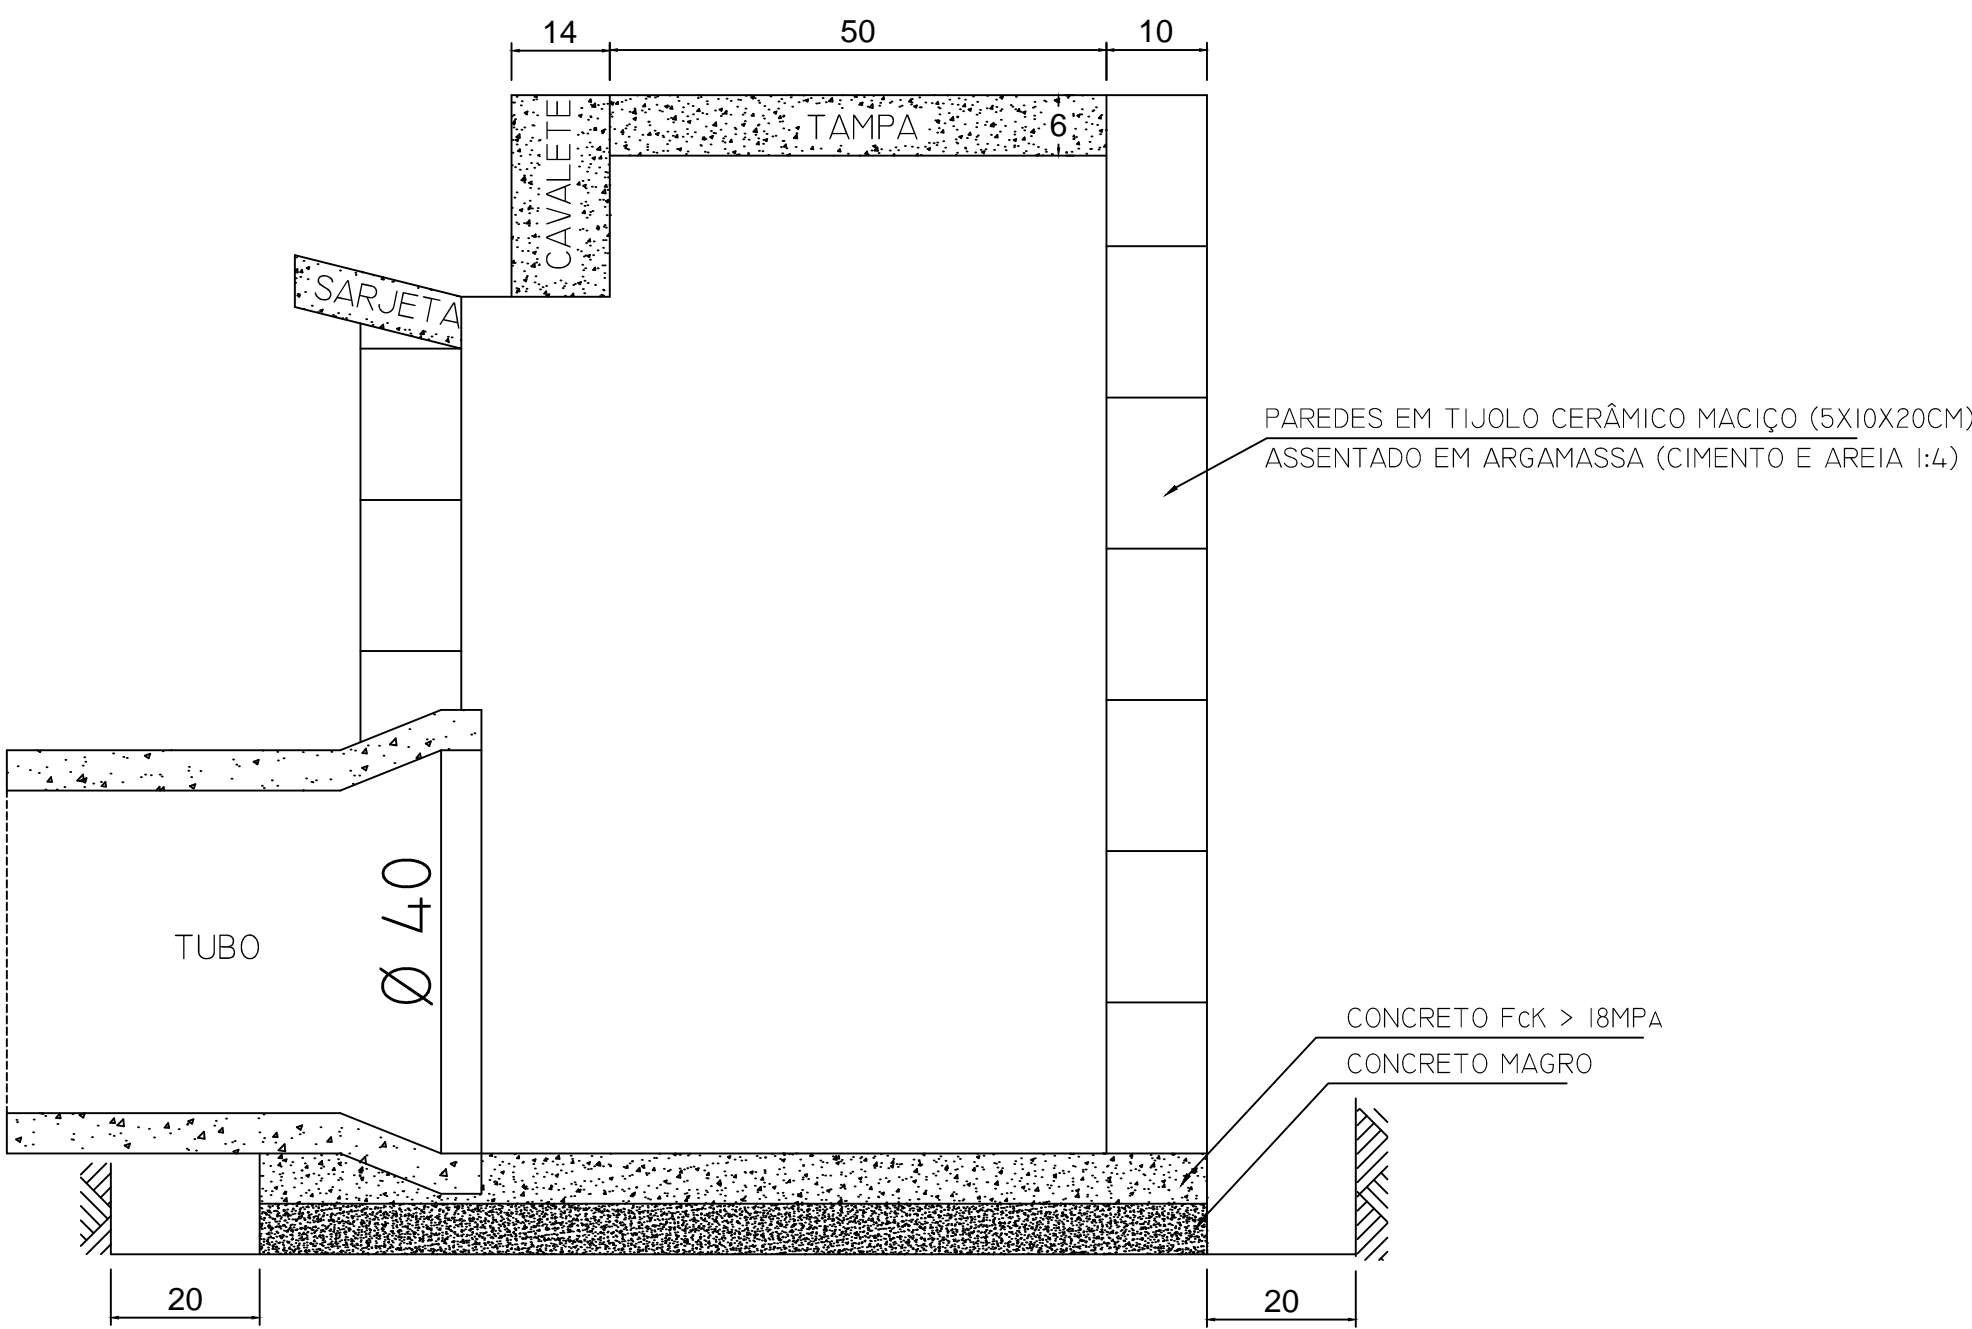 14
50
10
CAVALETE
TAMPA
6
SARJETA
PAREDES EM TIJOLO CERÂMICO MACIÇO (5X10X20CM)
ASSENTADO EM ARGAMASSA (CIMENTO E AREIA 1:4)
Ø 40
TUBO
CONCRETO FcK > 18MPA
CONCRETO MAGRO
20
20